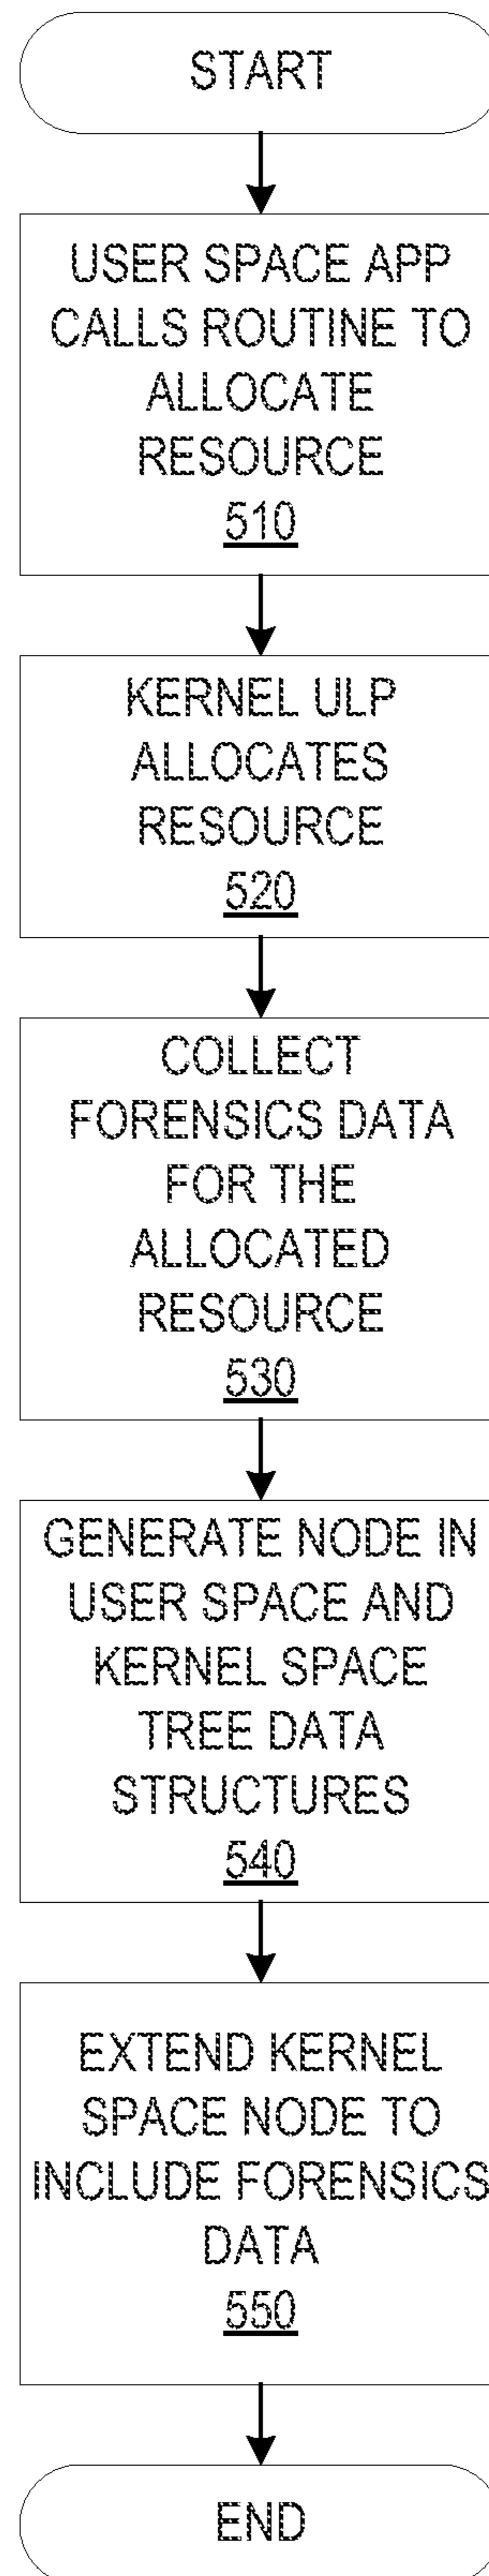 START
USER SPACE APP
CALLS ROUTINE TO
ALLOCATE
RESOURCE
510
KERNEL ULP
ALLOCATES
RESOURCE
520
COLLECT
FORENSICS DATA
FOR THE
ALLOCATED
RESOURCE
530
GENERATE NODE IN
USER SPACE AND
KERNEL SPACE
TREE DATA
STRUCTURES
540
EXTEND KERNEL
SPACE NODE TO
INCLUDE FORENSICS
DATA
550
END